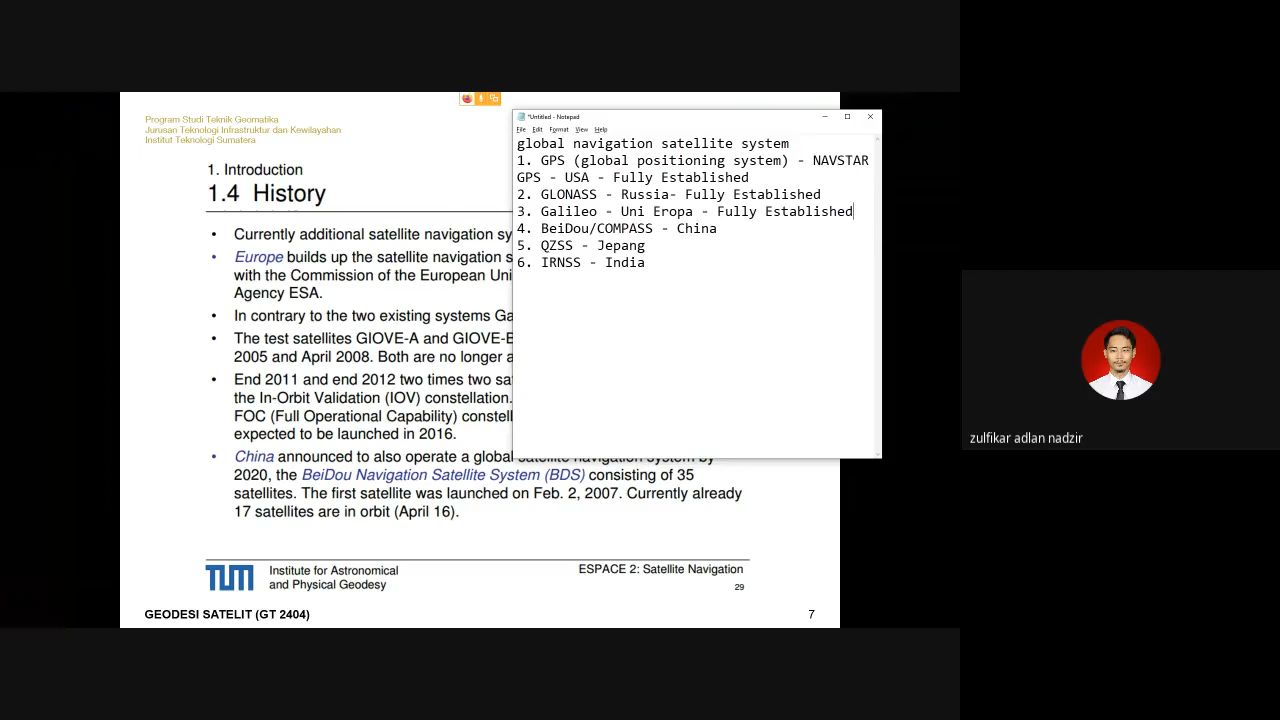 Program Studi Teknik Geomatika
Jurusan Teknologi Infrastruktur dan Kewilayahan
Institut Teknologi Sumatera
1. Introduction
1.4 History
• Currently additional satellite navigation sy
• Europe builds up the satellite navigation s
with the Commission of the European Uni
Agency ESA.
• In contrary to the two existing systems Ga
• The test satellites GIOVE-A and GIOVE-B
2005 and April 2008. Both are no longer a
• End 2011 and end 2012 two times two sat
the In-Orbit Validation (IOV) constellation.
FOC (Full Operational Capability) constell
expected to be launched in 2016.
• China announced to also operate a global satellite navigation system by
2020, the BeiDou Navigation Satellite System (BDS) consisting of 35
satellites. The first satellite was launched on Feb. 2, 2007. Currently already
17 satellites are in orbit (April 16).
TUM
Institute for Astronomical
and Physical Geodesy
ESPACE 2: Satellite Navigation
29
GEODESI SATELIT (GT 2404)
7
*Untitled - Notepad
File Edit Format View Help
global navigation satellite system
1. GPS (global positioning system) - NAVSTAR
GPS - USA - Fully Established
2. GLONASS - Russia- Fully Established
3. Galileo - Uni Eropa - Fully Established
4. BeiDou/COMPASS - China
5. QZSS - Jepang
6. IRNSS - India
zulfikar adlan nadzir